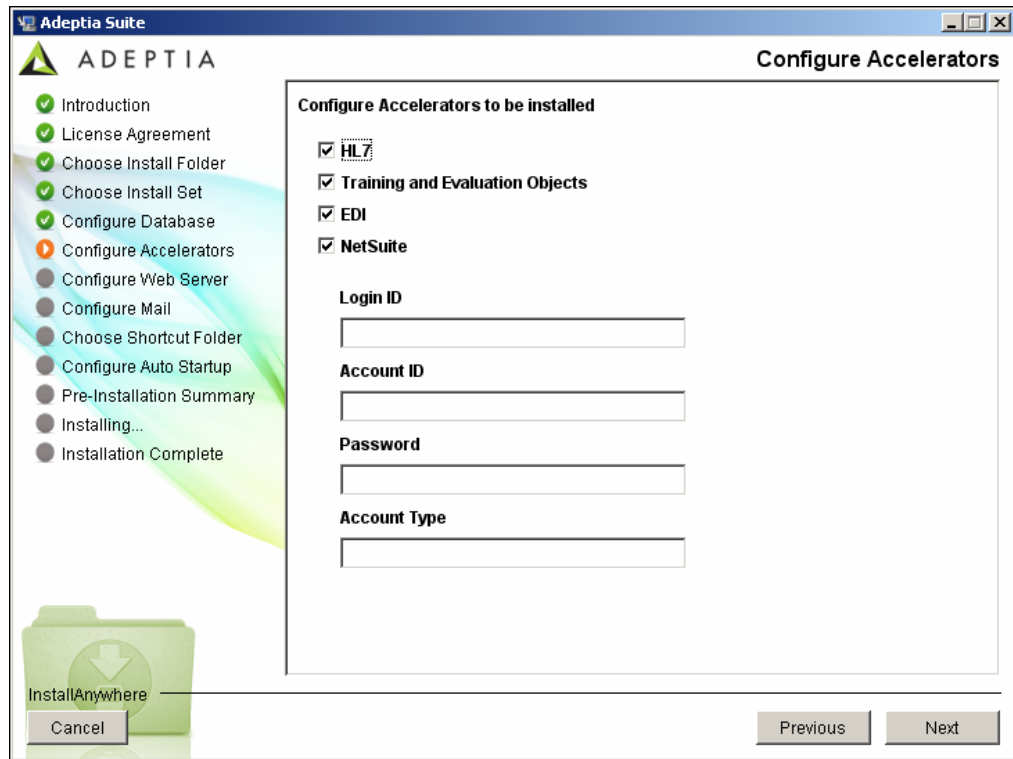 Adeptia Suite
ADEPTIA
Configure Accelerators
Introduction
License Agreement
Choose Install Folder
Choose Install Set
Configure Database
Configure Accelerators
Configure Web Server
Configure Mail
Choose Shortcut Folder
Configure Auto Startup
Pre-Installation Summary
Installing...
Installation Complete
Configure Accelerators to be installed
HL7
Training and Evaluation Objects
EDI
NetSuite
Login ID
Account ID
Password
Account Type
InstallAnywhere
Cancel
Previous
Next